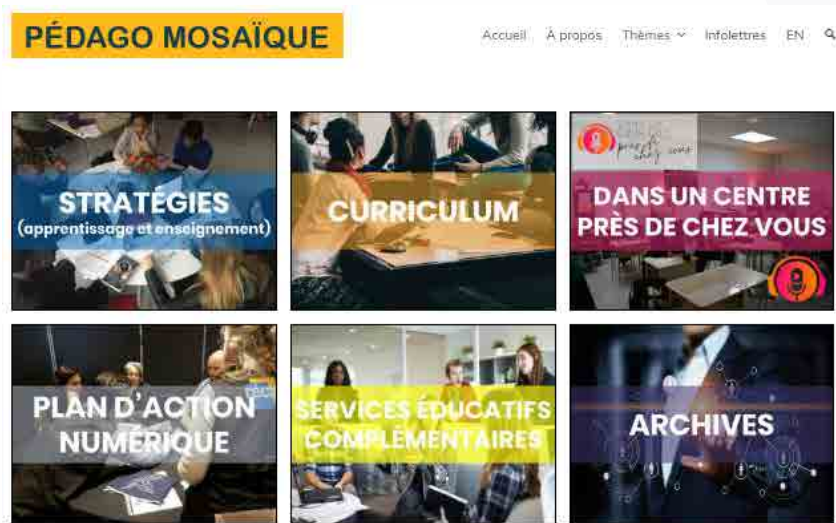 PÉDAGO MOSAÏQUE
Accueil À propos Thèmes Infolettres EN
STRATÉGIES
(apprentissage et enseignement)
CURRICULUM
DANS UN CENTRE
PRÈS DE CHEZ VOUS
PLAN D'ACTION
NUMÉRIQUE
SERVICES ÉDUCATIFS
COMPLÉMENTAIRES
ARCHIVES